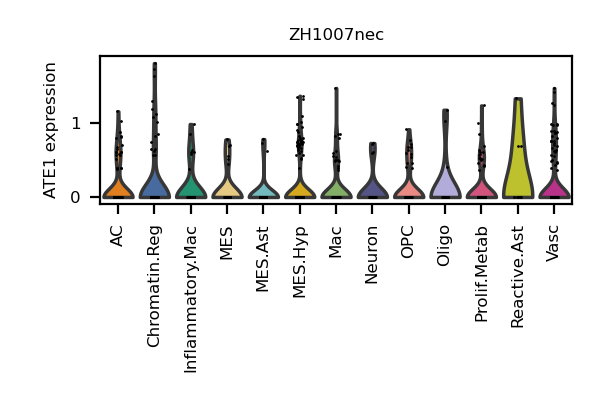 ZH1007nec
ATE1 expression
1
0
AC
Chromatin.Reg
Inflammatory.Mac
MES
MES.Ast
MES.Hyp
Mac
Neuron
OPC
Oligo
Prolif.Metab
Reactive.Ast
Vasc